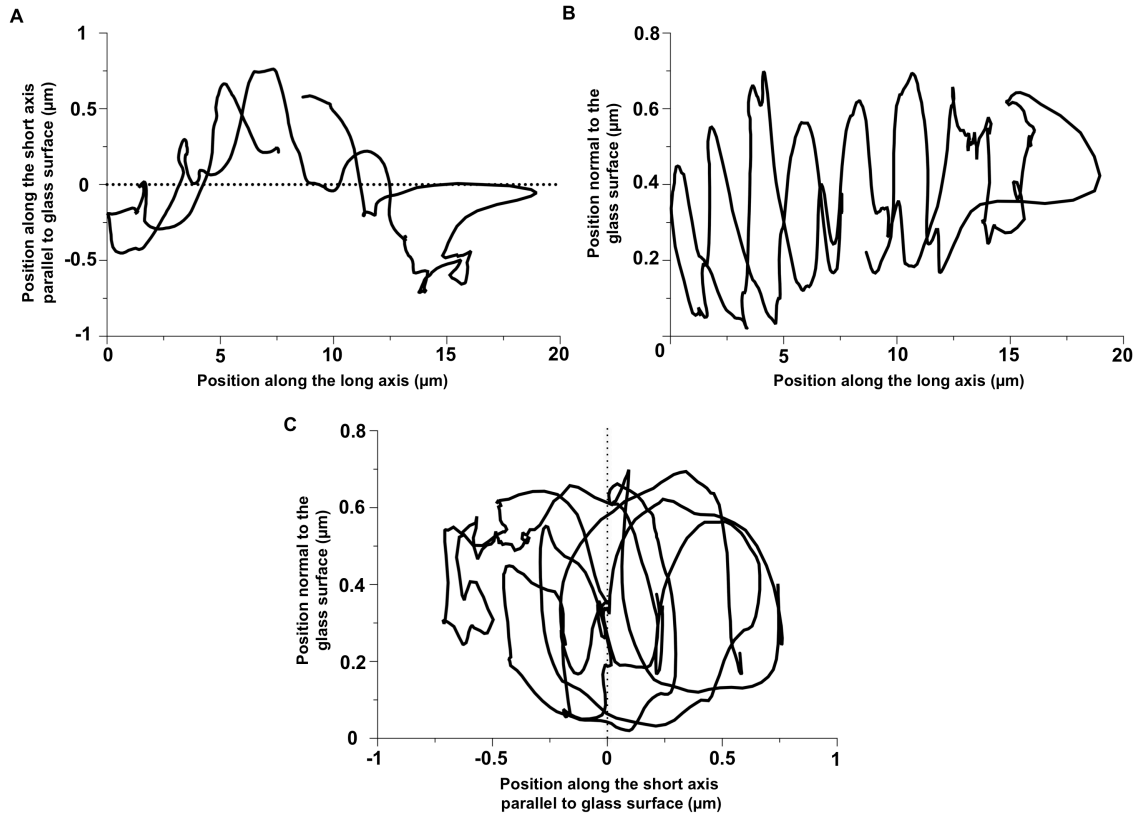 A
Position along the short axis
parallel to glass surface (µm)
1
0.5
0
-0.5
-1
0
5
10
15
20
Position along the long axis (µm)
B
Position normal to the
glass surface (µm)
0.8
0.6
0.4
0.2
0
5
10
15
20
Position along the long axis (µm)
C
Position normal to the
glass surface (µm)
0.8
0.6
0.4
0.2
0
-1
-0.5
0
0.5
1
Position along the short axis
parallel to glass surface (µm)